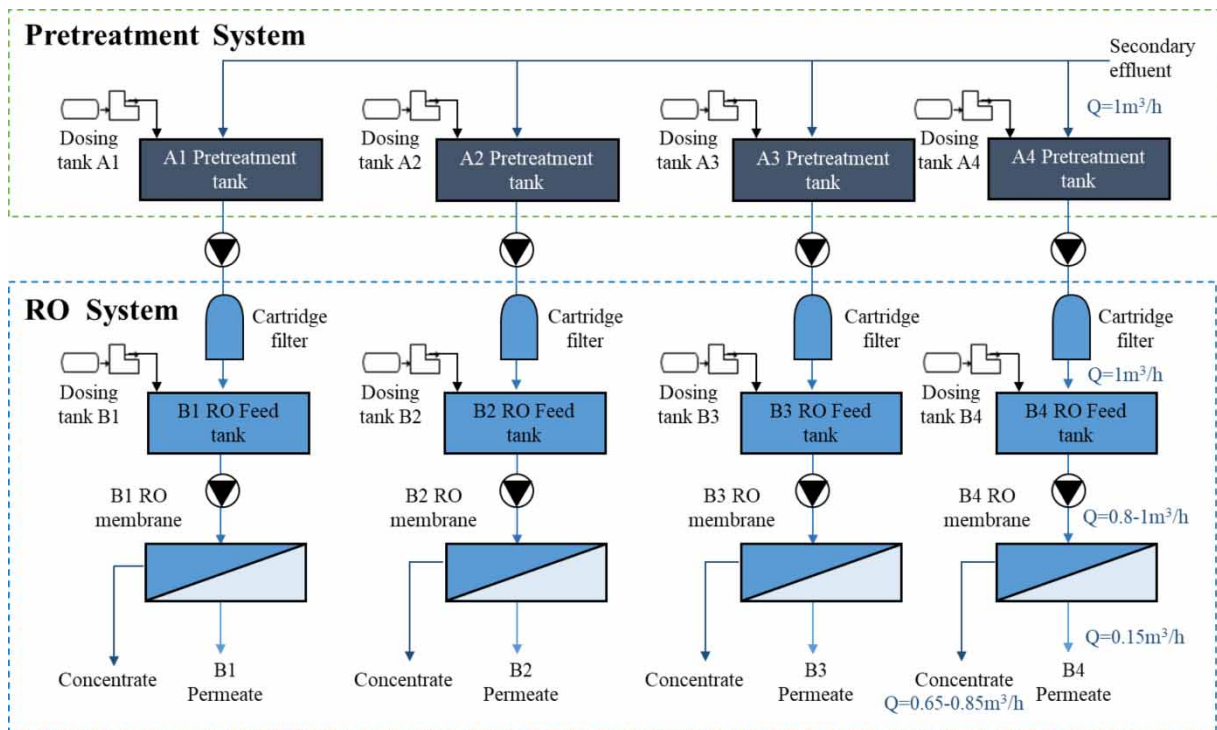 Pretreatment System
Secondary
effluent
Q=1m³/h
Dosing
tank A1
A1 Pretreatment
tank
Dosing
tank A2
A2 Pretreatment
tank
Dosing
tank A3
A3 Pretreatment
tank
Dosing
tank A4
A4 Pretreatment
tank
RO System
Cartridge
filter
Cartridge
filter
Cartridge
filter
Cartridge
filter
Q=1m³/h
Dosing
tank B1
B1 RO Feed
tank
Dosing
tank B2
B2 RO Feed
tank
Dosing
tank B3
B3 RO Feed
tank
Dosing
tank B4
B4 RO Feed
tank
B1 RO
membrane
B2 RO
membrane
B3 RO
membrane
B4 RO
membrane
Q=0.8-1m³/h
Q=0.15m³/h
Concentrate
B1
Permeate
Concentrate
B2
Permeate
Concentrate
B3
Permeate
Concentrate
Q=0.65-0.85m³/h
B4
Permeate